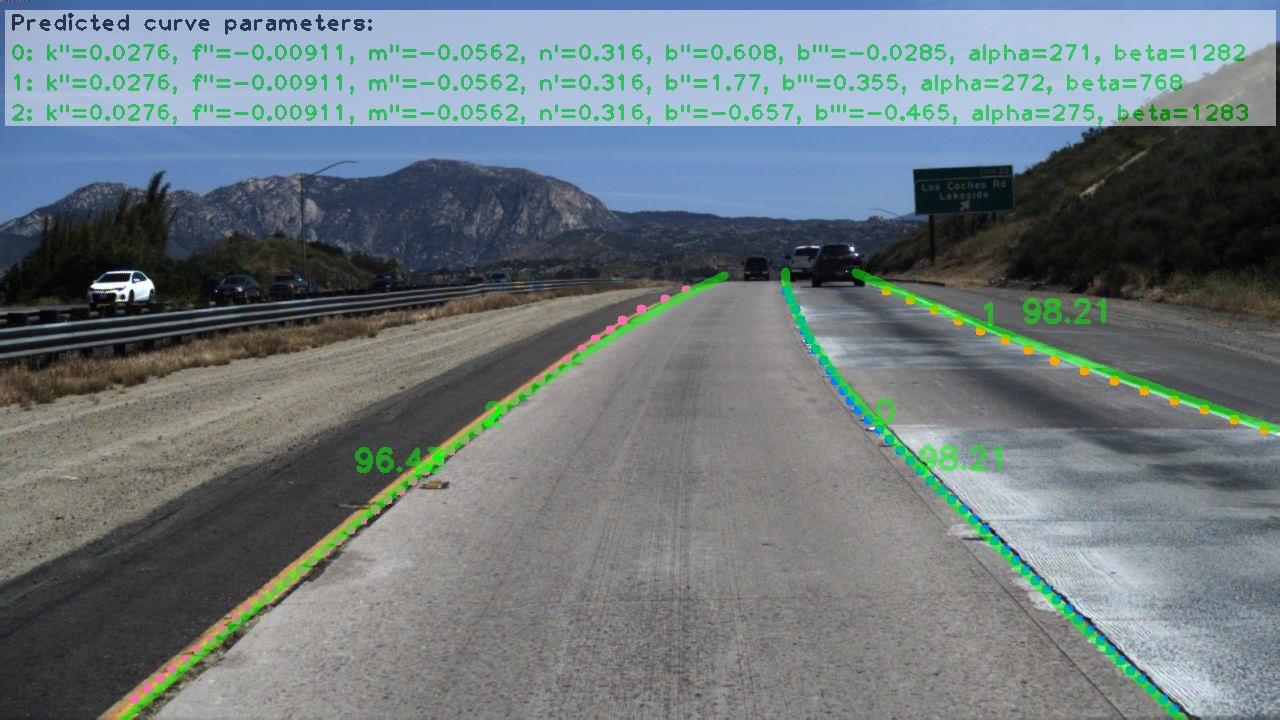 Predicted curve parameters:
0: k''=0.0276, f''=-0.00911, m''=-0.0562, n'=0.316, b''=0.608, b'''=-0.0285, alpha=271, beta=1282
1: k''=0.0276, f''=-0.00911, m''=-0.0562, n'=0.316, b''=1.77, b'''=0.355, alpha=272, beta=768
2: k''=0.0276, f''=-0.00911, m''=-0.0562, n'=0.316, b''=-0.657, b'''=-0.465, alpha=275, beta=1283
Los Coches Rd
Lakeside
1 98.21
2
0
96.43
98.21